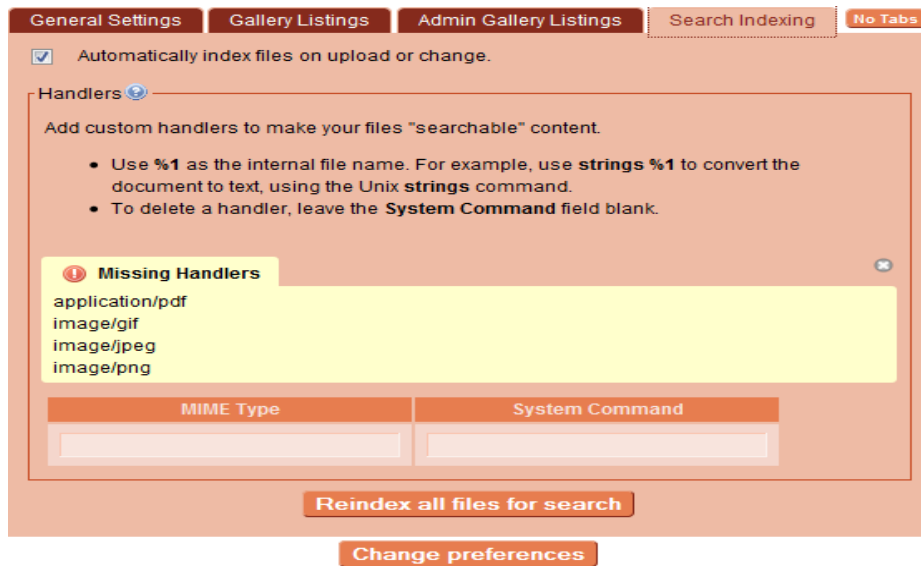 General Settings Gallery Listings Admin Gallery Listings Search Indexing No Tabs
Automatically index files on upload or change.
Handlers
Add custom handlers to make your files "searchable" content.
• Use %1 as the internal file name. For example, use strings %1 to convert the
document to text, using the Unix strings command.
• To delete a handler, leave the System Command field blank.
Missing Handlers
application/pdf
image/gif
image/jpeg
image/png
MIME Type System Command
Reindex all files for search
Change preferences